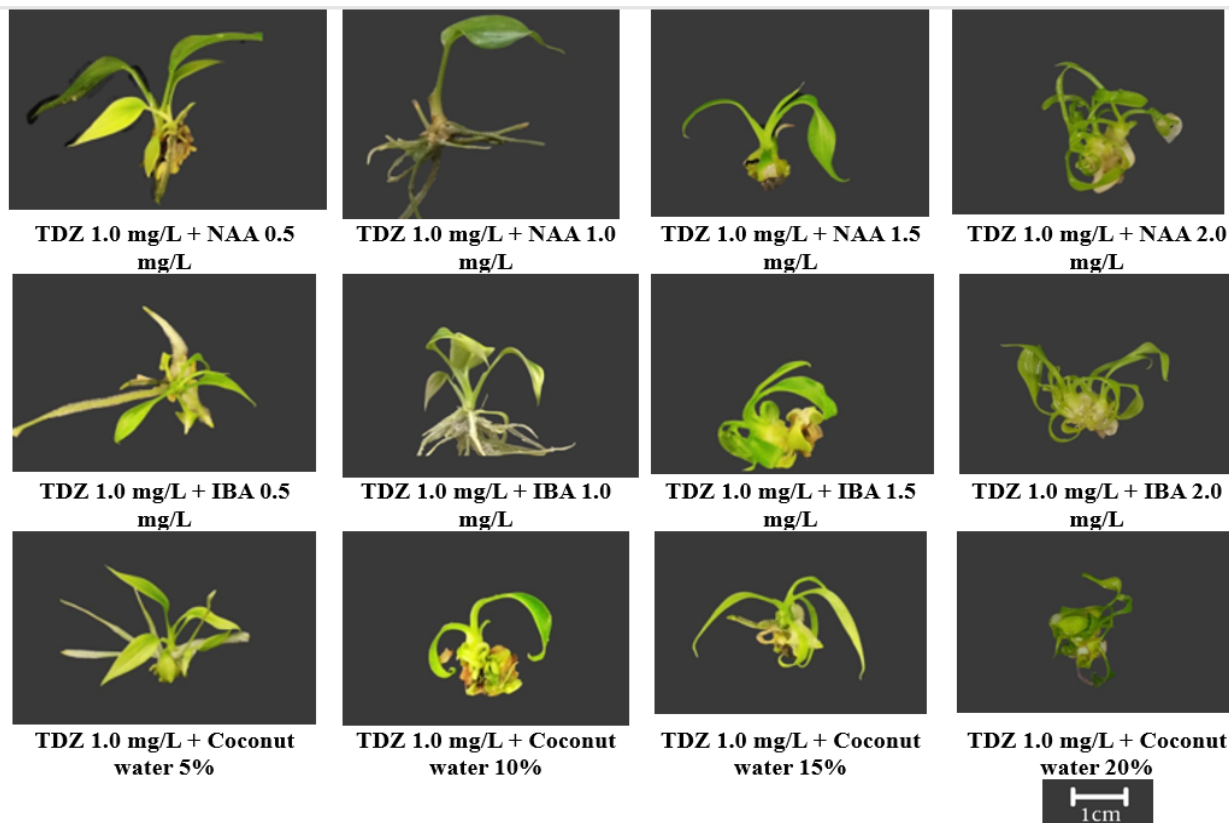 TDZ 1.0 mg/L + NAA 0.5
mg/L
TDZ 1.0 mg/L + NAA 1.0
mg/L
TDZ 1.0 mg/L + NAA 1.5
mg/L
TDZ 1.0 mg/L + NAA 2.0
mg/L
TDZ 1.0 mg/L + IBA 0.5
mg/L
TDZ 1.0 mg/L + IBA 1.0
mg/L
TDZ 1.0 mg/L + IBA 1.5
mg/L
TDZ 1.0 mg/L + IBA 2.0
mg/L
TDZ 1.0 mg/L + Coconut
water 5%
TDZ 1.0 mg/L + Coconut
water 10%
TDZ 1.0 mg/L + Coconut
water 15%
TDZ 1.0 mg/L + Coconut
water 20%
1cm